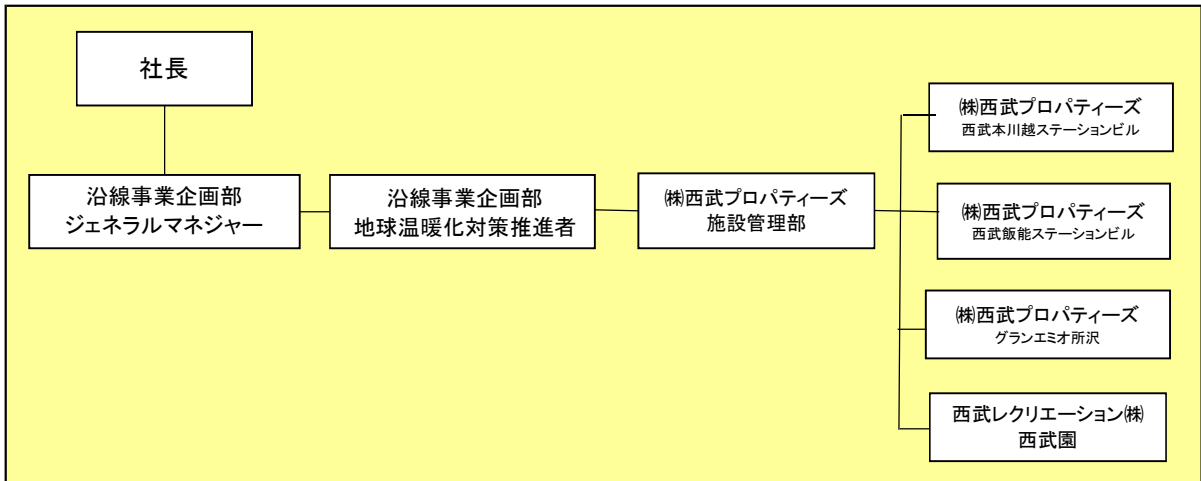 社長
沿線事業企画部
ジェネラルマネジャー
沿線事業企画部
地球温暖化対策推進者
㈱西武プロパティーズ
施設管理部
㈱西武プロパティーズ
西武本川越ステーションビル
㈱西武プロパティーズ
西武飯能ステーションビル
㈱西武プロパティーズ
グランエミオ所沢
西武レクリエーション㈱
西武園